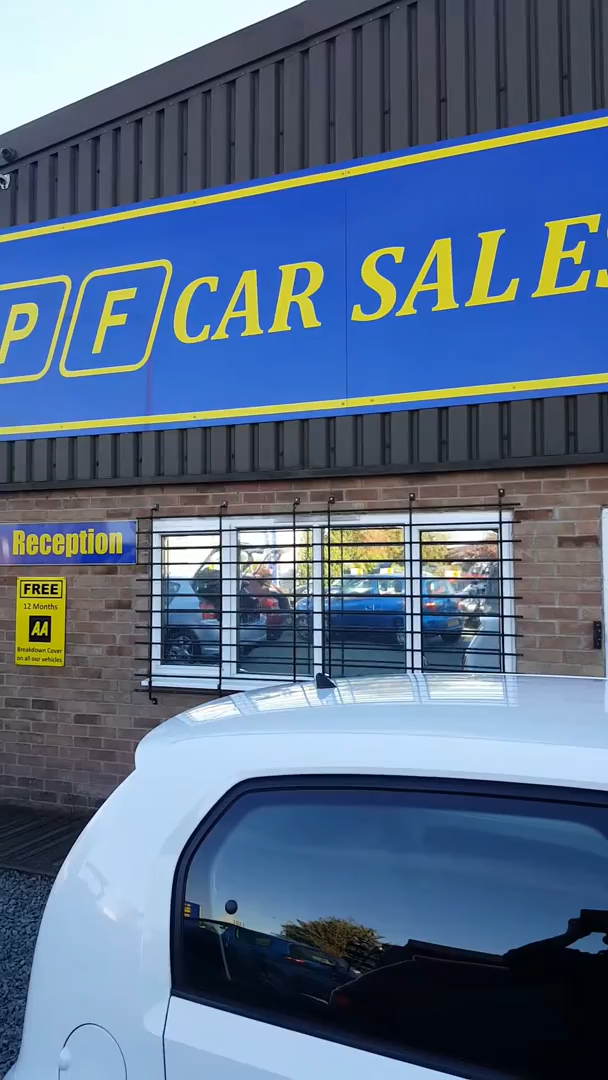 P F CAR SALES
Reception
FREE
12 Months
AA
Breakdown Cover
on all our vehicles